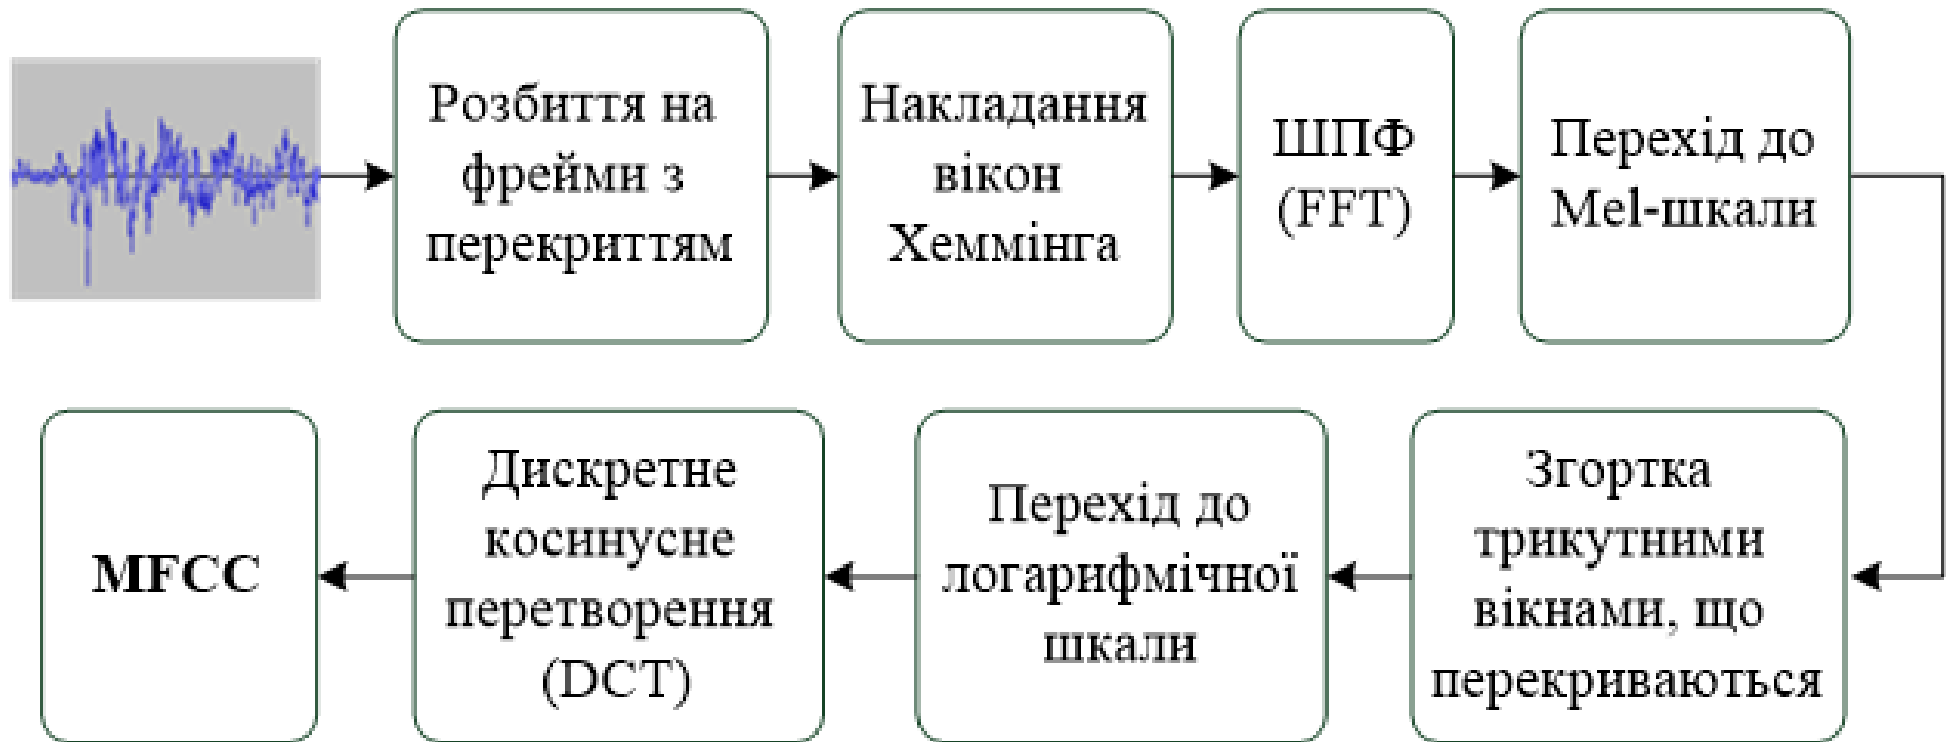 Розбиття на
фрейми з
перекриттям
Накладання
вікон
Хеммінга
ШПФ
(FFT)
Перехід до
Mel-шкали
Згортка
трикутними
вікнами, що
перекриваються
Перехід до
логарифмічної
шкали
Дискретне
косинусне
перетворення
(DCT)
MFCC